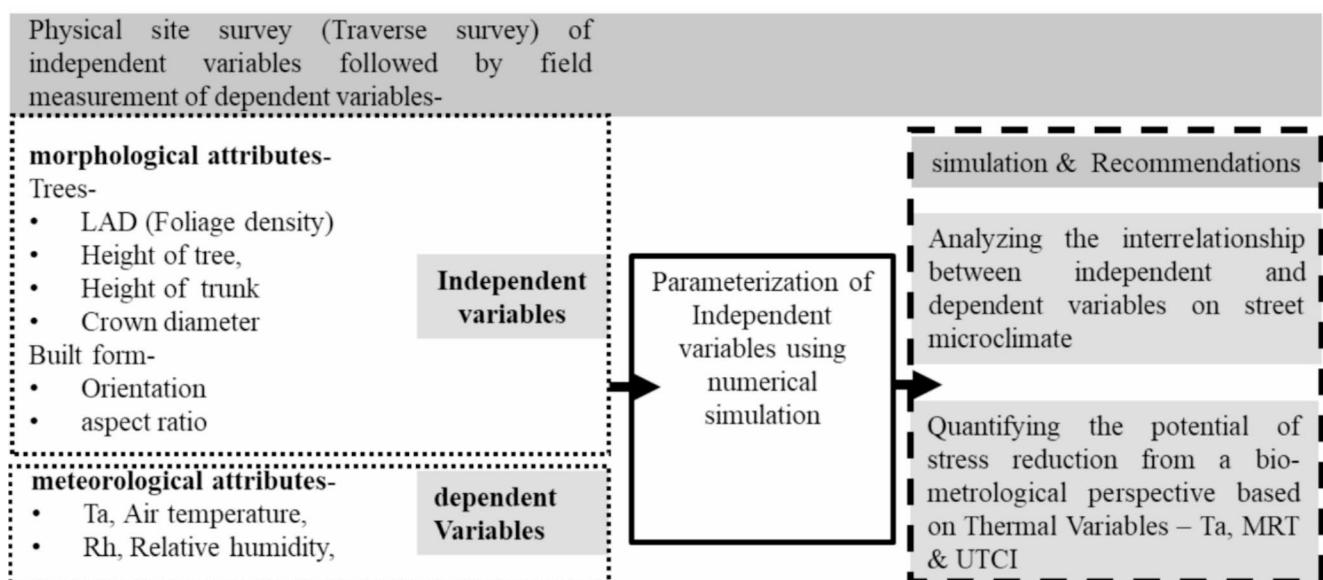 Physical site survey (Traverse survey) of
independent variables followed by field
measurement of dependent variables-
morphological attributes-
Trees-
• LAD (Foliage density)
• Height of tree,
• Height of trunk
• Crown diameter
Built form-
• Orientation
• aspect ratio
Independent
variables
meteorological attributes-
• Ta, Air temperature,
• Rh, Relative humidity,
dependent
Variables
Parameterization of
Independent
variables using
numerical
simulation
simulation & Recommendations
Analyzing the interrelationship
between independent and
dependent variables on street
microclimate
Quantifying the potential of
stress reduction from a bio-
metrological perspective based
on Thermal Variables – Ta, MRT
& UTCI